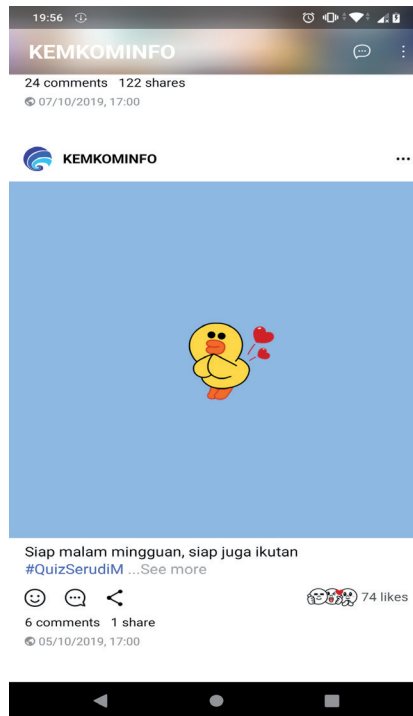 19:56
KEMKOMINFO
24 comments 122 shares
07/10/2019, 17:00
KEMKOMINFO
Siap malam mingguan, siap juga ikutan
#QuizSerudiM ...See more
74 likes
6 comments 1 share
05/10/2019, 17:00